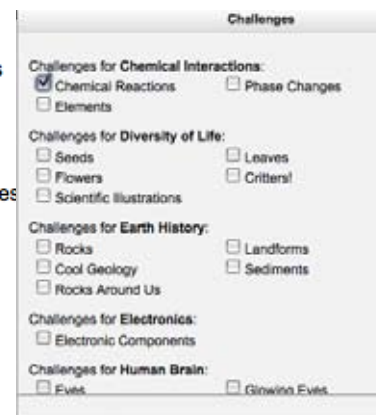 Challenges
Challenges for Chemical Interactions:
Chemical Reactions Phase Changes
Elements
Challenges for Diversity of Life:
Seeds Leaves
Flowers Critters!
Scientific Illustrations
Challenges for Earth History:
Rocks Landforms
Cool Geology Sediments
Rocks Around Us
Challenges for Electronics:
Electronic Components
Challenges for Human Brain:
Eyes Glowing Eyes